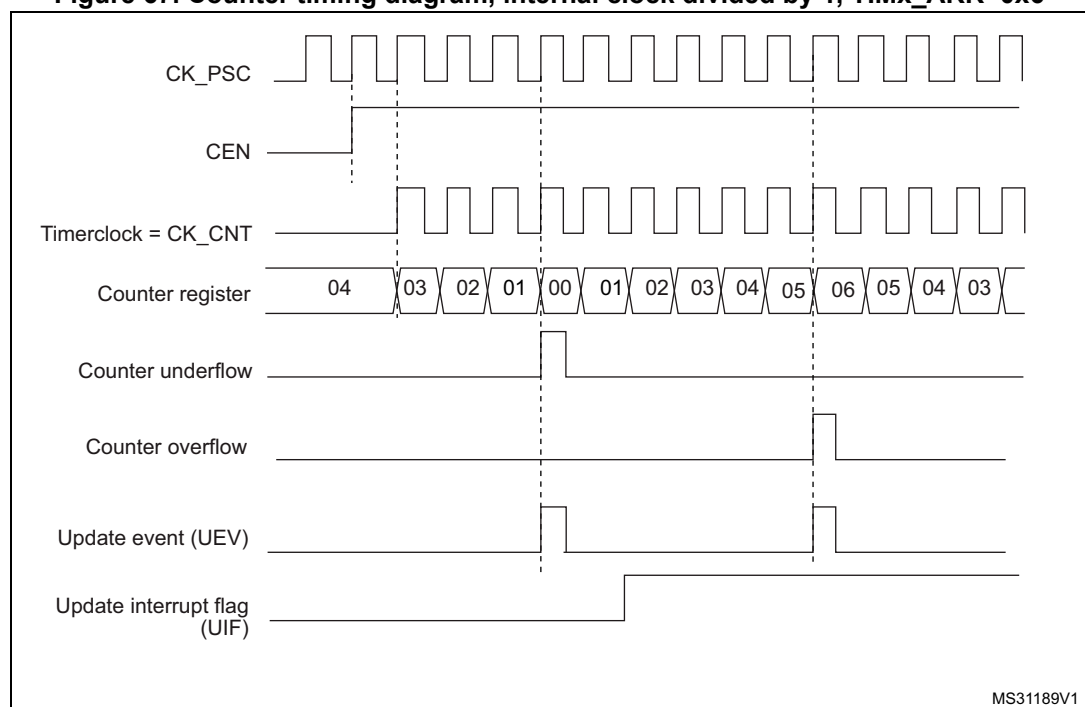 CK_PSC
CEN
Timerclock = CK_CNT
Counter register 04 03 02 01 00 01 02 03 04 05 06 05 04 03
Counter underflow
Counter overflow
Update event (UEV)
Update interrupt flag
(UIF)
MS31189V1